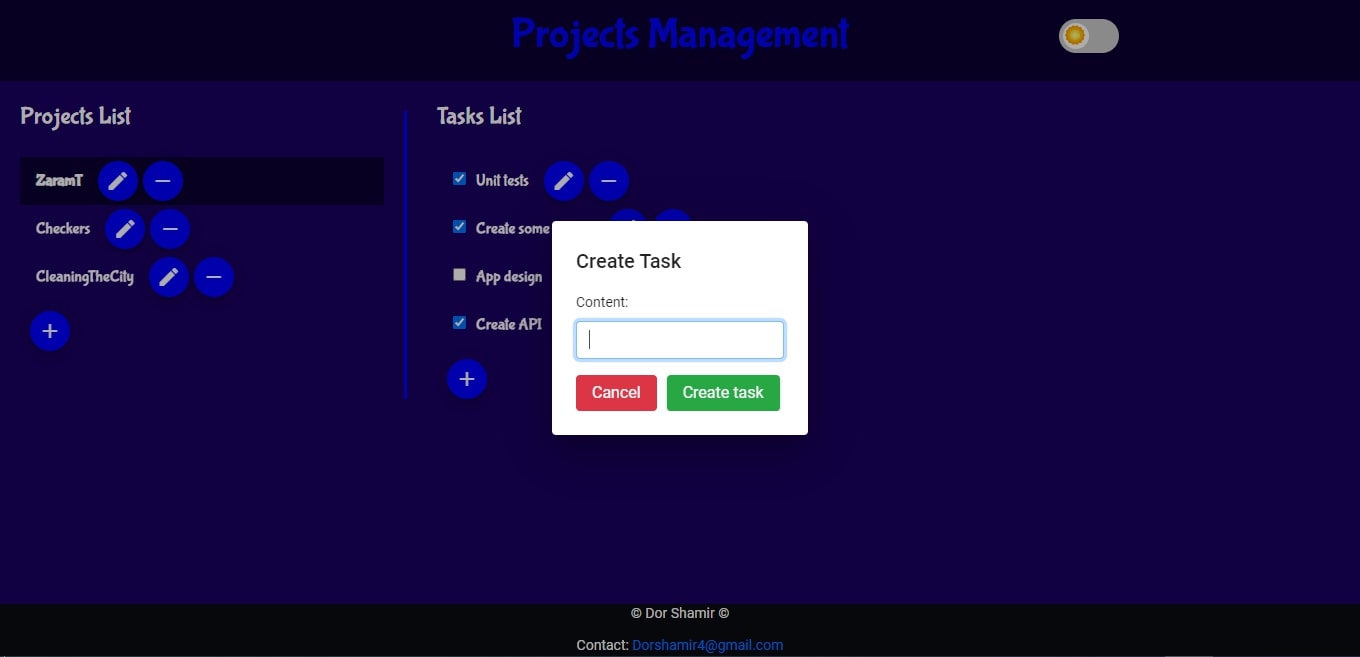 Projects Management
Projects List
ZaramT
Checkers
CleaningTheCity
Tasks List
Unit tests
Create some
App design
Create API
Create Task
Content:
Cancel
Create task
© Dor Shamir ©
Contact: Dorshamir4@gmail.com